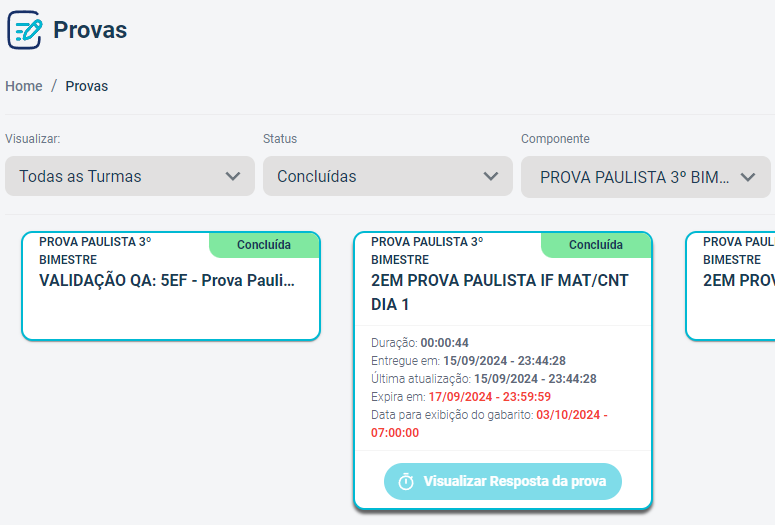 Provas
Home / Provas
Visualizar:
Todas as Turmas
Status
Concluídas
Componente
PROVA PAULISTA 3º BIM...
PROVA PAULISTA 3º
BIMESTRE
Concluída
VALIDAÇÃO QA: 5EF - Prova Pauli...
PROVA PAULISTA 3º
BIMESTRE
Concluída
2EM PROVA PAULISTA IF MAT/CNT
DIA 1
Duração: 00:00:44
Entregue em: 15/09/2024 - 23:44:28
Última atualização: 15/09/2024 - 23:44:28
Expira em: 17/09/2024 - 23:59:59
Data para exibição do gabarito: 03/10/2024 -
07:00:00
Visualizar Resposta da prova
PROVA PAUL
BIMESTRE
2EM PROV